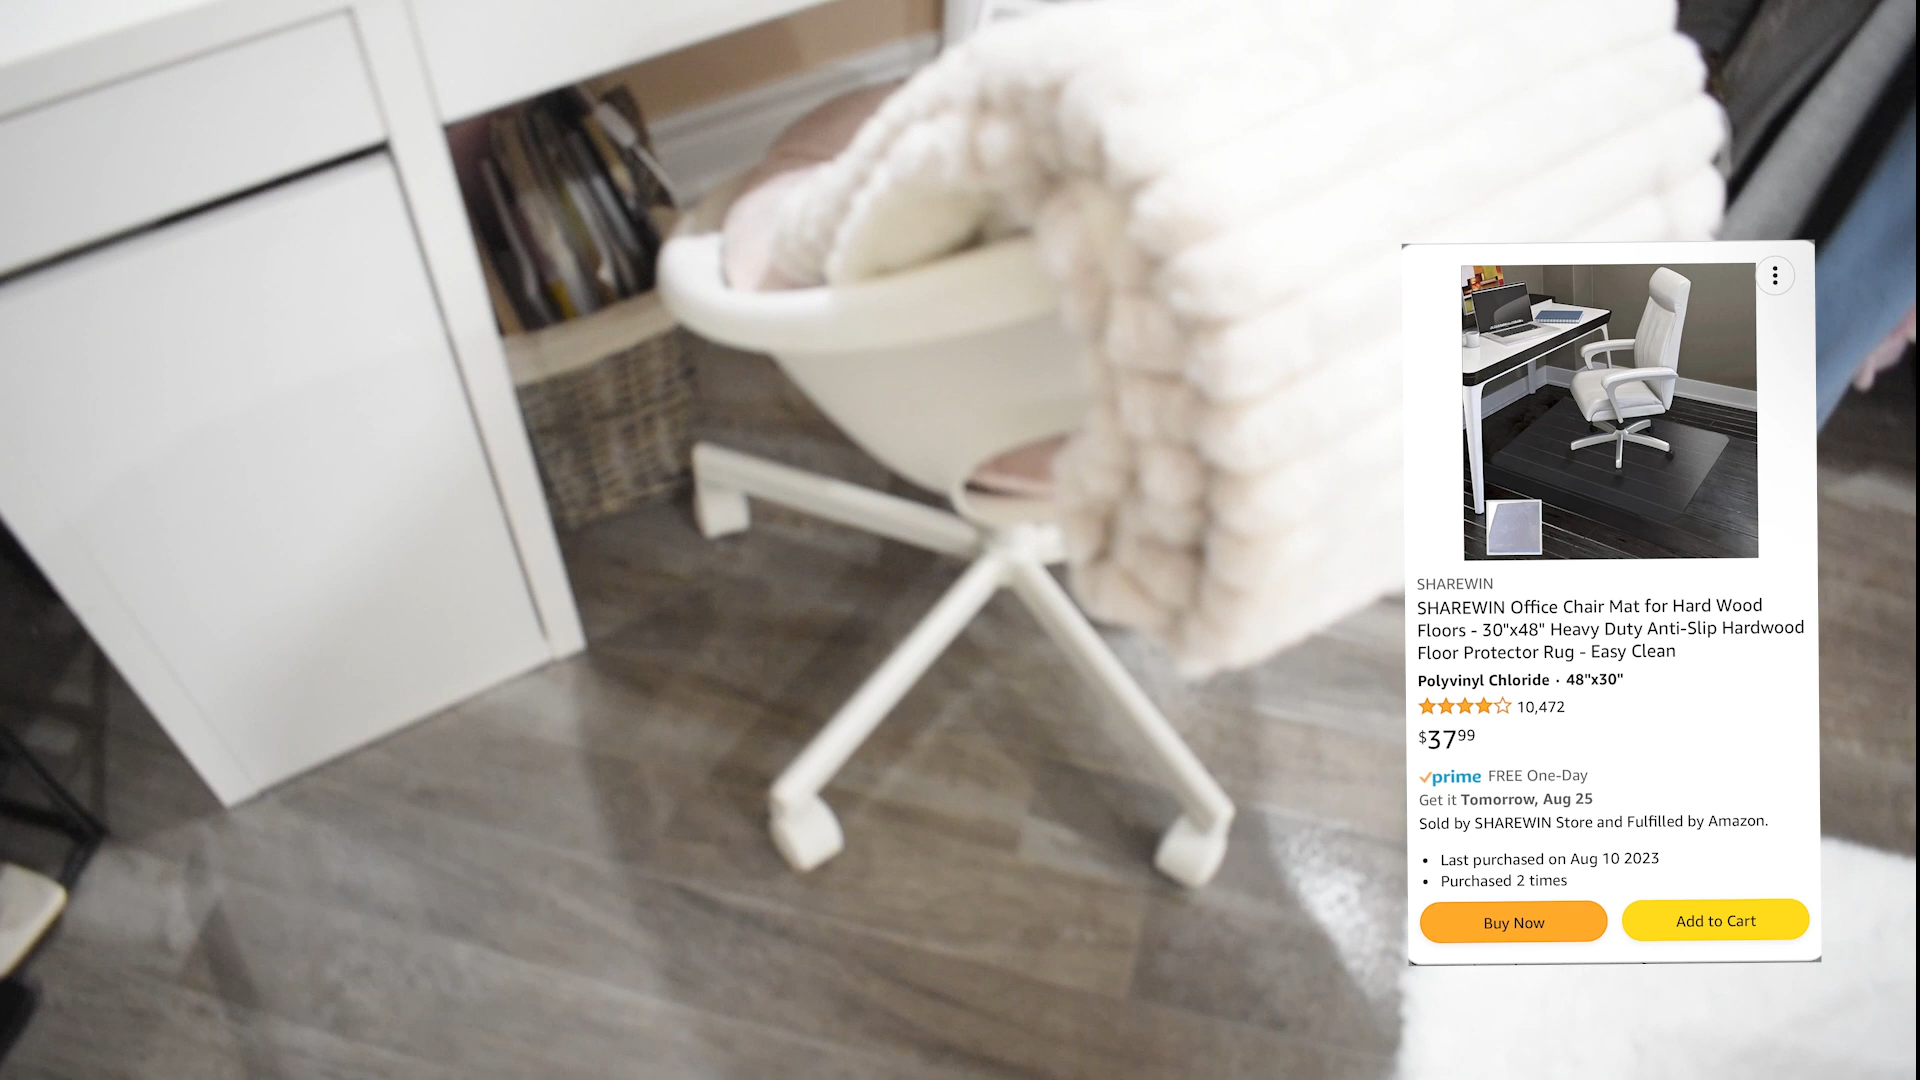 SHAREWIN
SHAREWIN Office Chair Mat for Hard Wood
Floors - 30"x48" Heavy Duty Anti-Slip Hardwood
Floor Protector Rug - Easy Clean
Polyvinyl Chloride · 48"x30"
10,472
$3799
prime FREE One-Day
Get it Tomorrow, Aug 25
Sold by SHAREWIN Store and Fulfilled by Amazon.
• Last purchased on Aug 10 2023
• Purchased 2 times
Buy Now
Add to Cart